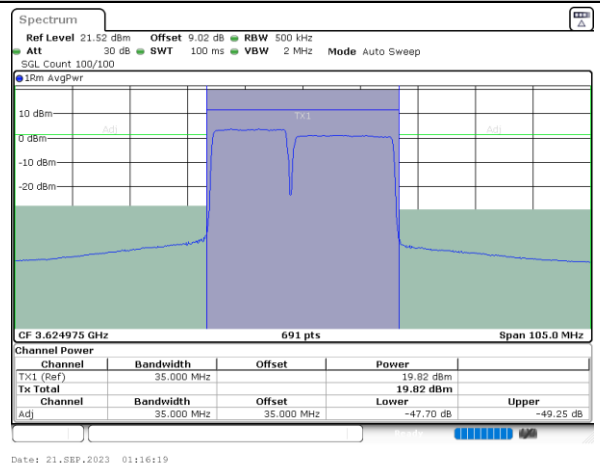 Spectrum
Ref Level 21.52 dBm Offset 9.02 dB RBW 500 kHz
Att 30 dB SWT 100 ms VBW 2 MHz Mode Auto Sweep
SGL Count 100/100
1Rm AvgPwr
10 dBm
TX1
Adj Adj
0 dBm
-10 dBm
-20 dBm
CF 3.624975 GHz 691 pts Span 105.0 MHz
Channel Power
Channel Bandwidth Offset Power
TX1 (Ref) 35.000 MHz 19.82 dBm
Tx Total 19.82 dBm
Channel Bandwidth Offset Lower Upper
Adj 35.000 MHz 35.000 MHz -47.70 dB -49.25 dB
Ready
Date: 21.SEP.2023 01:16:19